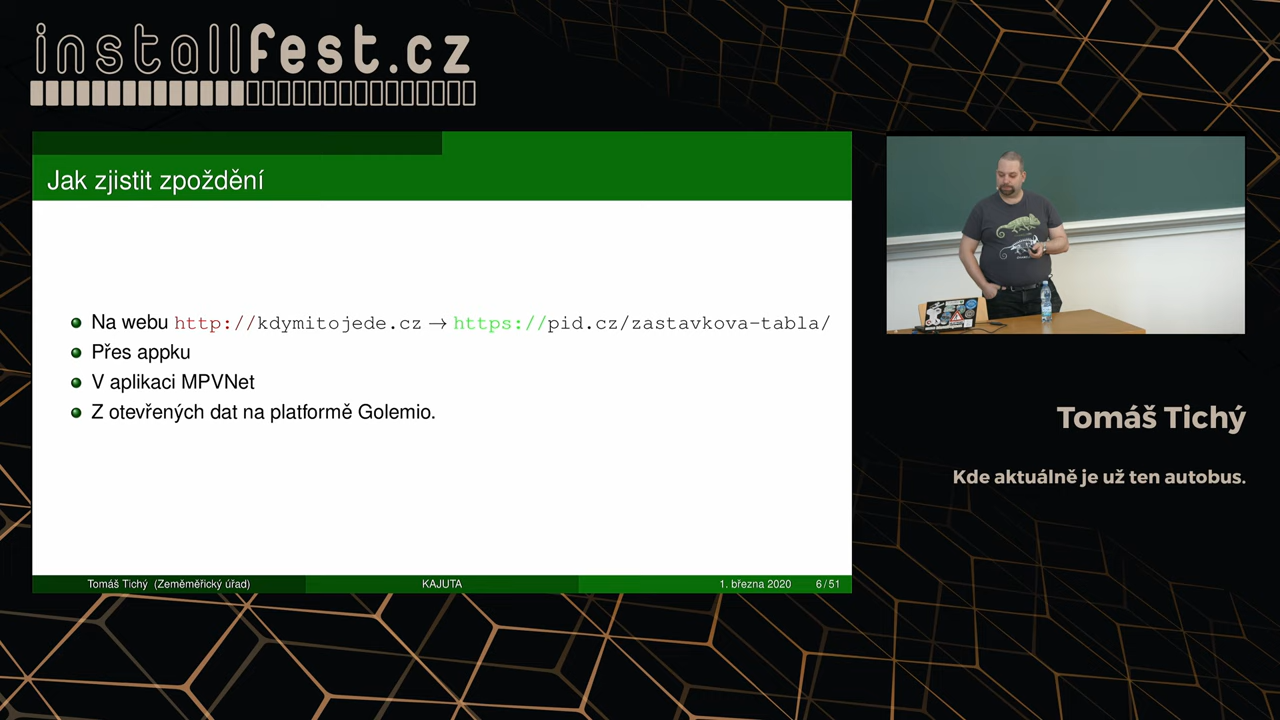 installfest.cz
Jak zjistit zpoždění
Na webu http://kdymitojede.cz → https://pid.cz/zastavkova-tabla/
Přes appku
V aplikaci MPVNet
Z otevřených dat na platformě Golemio.
Tomáš Tichý (Zeměměřický úřad)
KAJUTA
1. března 2020
6/51
Tomáš Tichý
Kde aktuálně je už ten autobus.